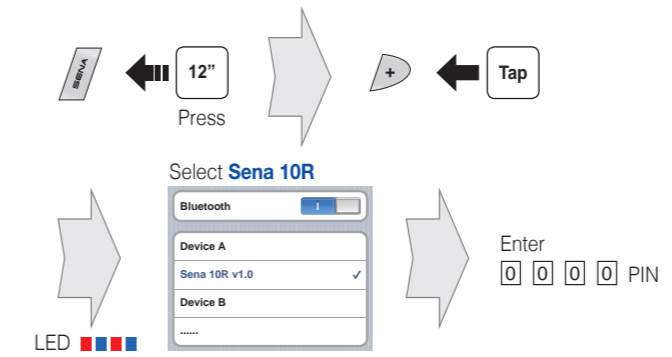 SENA
12”
Press
+
Tap
LED
Select Sena 10R
Bluetooth
I
Device A
Sena 10R v1.0 ✓
Device B
......
Enter
0 0 0 0 PIN